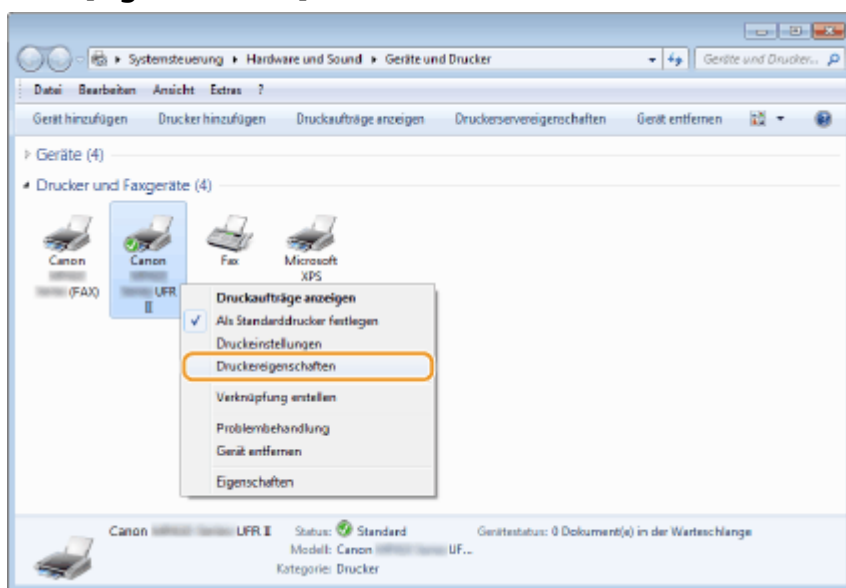 Systemsteuerung ▸ Hardware und Sound ▸ Geräte und Drucker
Geräte und Drucker...
Datei Bearbeiten Ansicht Extras ?
Gerät hinzufügen Drucker hinzufügen Druckaufträge anzeigen Druckerservereigenschaften Gerät entfernen
Geräte (4)
Drucker und Faxgeräte (4)
Canon
(FAX)
Canon
UFR
II
Fax
Microsoft
XPS
Druckaufträge anzeigen
Als Standarddrucker festlegen
Druckeinstellungen
Druckereigenschaften
Verknüpfung erstellen
Problembehandlung
Gerät entfernen
Eigenschaften
Canon UFR II Status: Standard Gerätestatus: 0 Dokument(e) in der Warteschlange
Modell: Canon UF...
Kategorie: Drucker